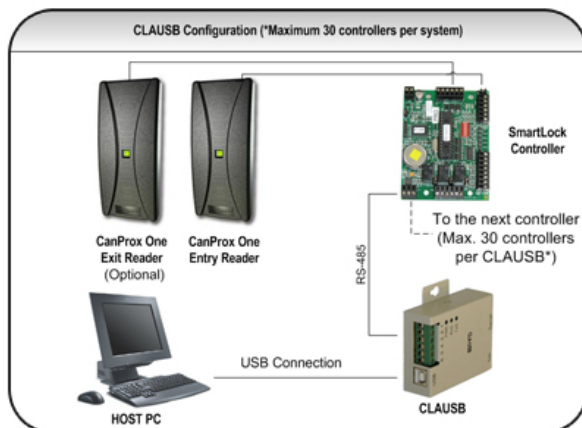 CLAUSB Configuration (*Maximum 30 controllers per system)
SmartLock
Controller
CanProx One
Exit Reader
(Optional)
CanProx One
Entry Reader
To the next controller
(Max. 30 controllers
per CLAUSB*)
RS-485
USB Connection
HOST PC
CLAUSB